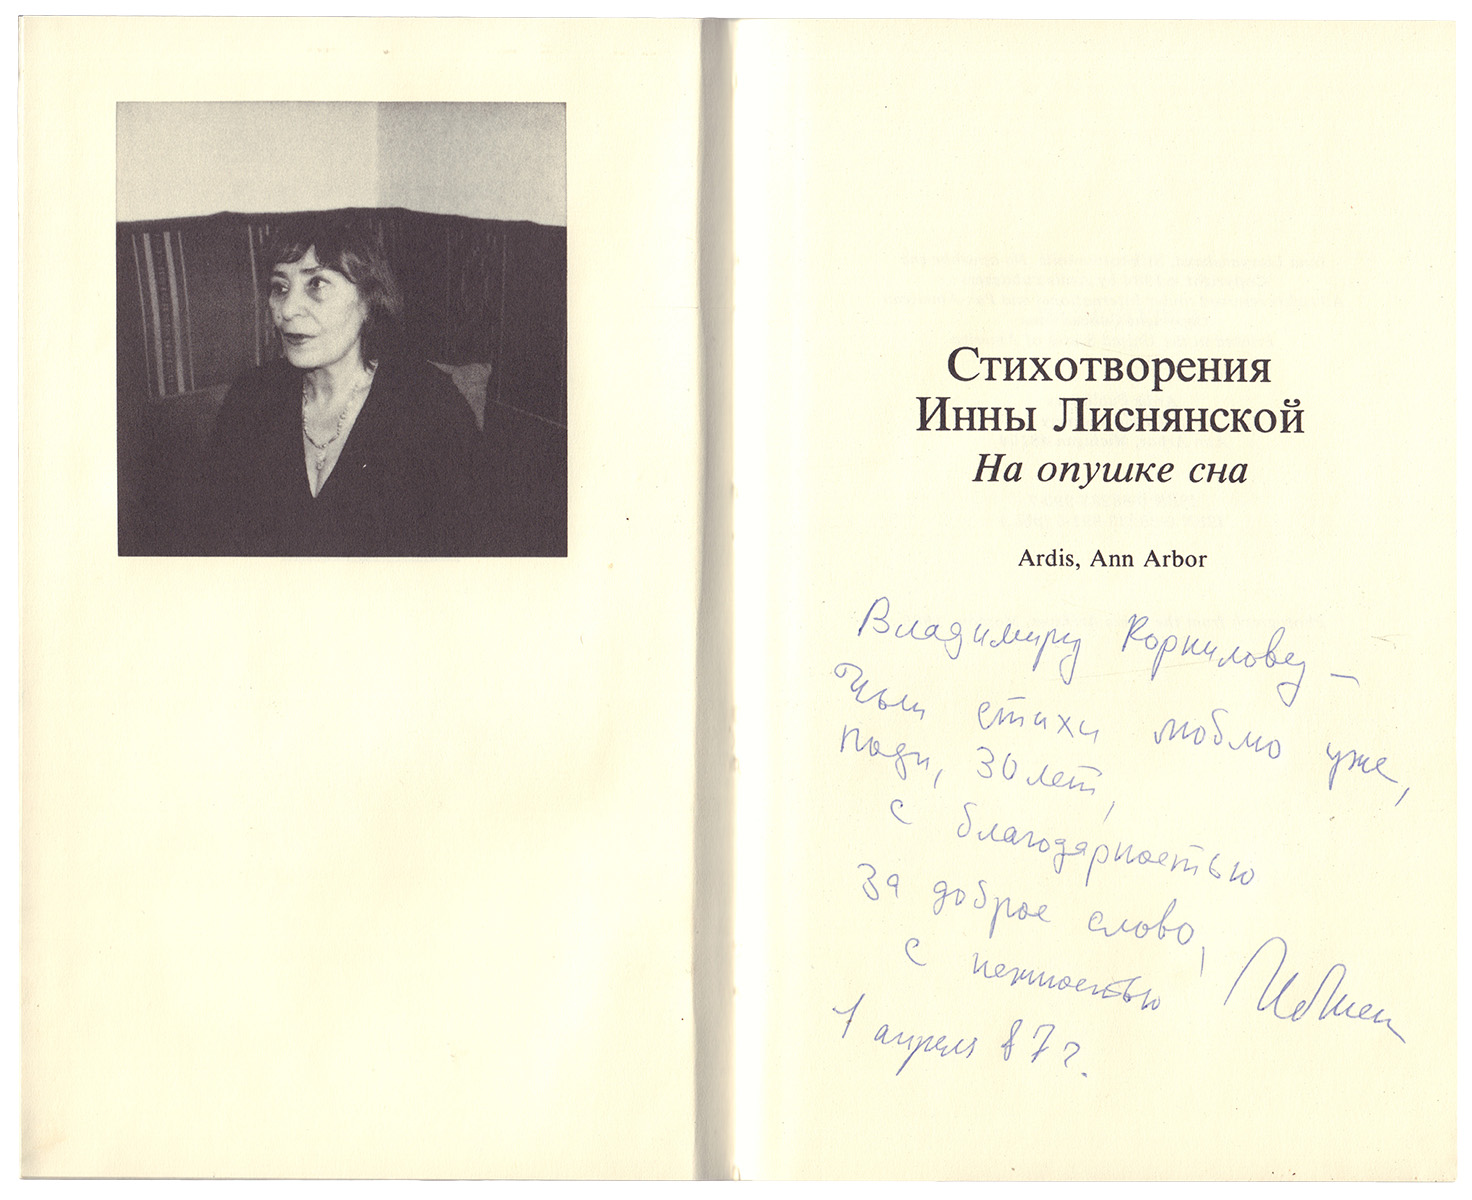 Стихотворения
Инны Лиснянской
На опушке сна
Ardis, Ann Arbor
Владимиру Корнилову –
чьи стихи люблю уже,
поди, 30 лет,
с благодарностью
за доброе слово,
с нежностью
1 апреля 87 г.